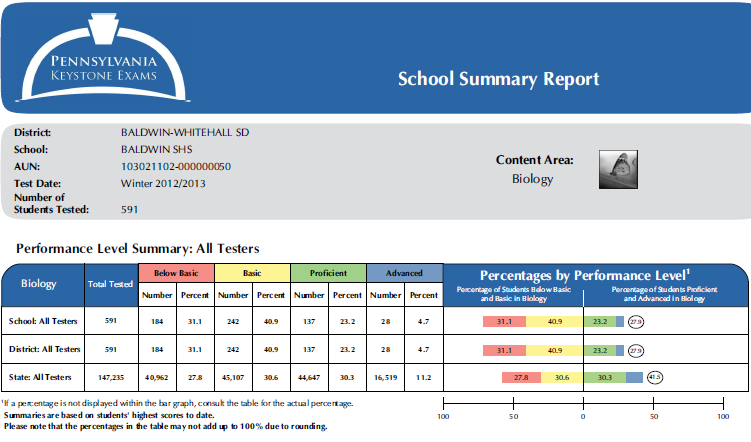 PENNSYLVANIA
KEYSTONE EXAMS
School Summary Report
District: BALDWIN-WHITEHALL SD
School: BALDWIN SHS
AUN: 103021102-000000050
Test Date: Winter 2012/2013
Number of
Students Tested: 591
Content Area:
Biology
Performance Level Summary: All Testers
Biology Total Tested Below Basic Basic Proficient Advanced Percentages by Performance Level¹
Number Percent Number Percent Number Percent Number Percent
Percentage of Students Below Basic
and Basic in Biology
Percentage of Students Proficient
and Advanced in Biology
School: All Testers 591 184 31.1 242 40.9 137 23.2 28 4.7 31.1 40.9 23.2 27.9
District: All Testers 591 184 31.1 242 40.9 137 23.2 28 4.7 31.1 40.9 23.2 27.9
State: All Testers 147,235 40,962 27.8 45,107 30.6 44,647 30.3 16,519 11.2 27.8 30.6 30.3 41.5
100 50 0 50 100
¹If a percentage is not displayed within the bar graph, consult the table for the actual percentage.
Summaries are based on students' highest scores to date.
Please note that the percentages in the table may not add up to 100% due to rounding.